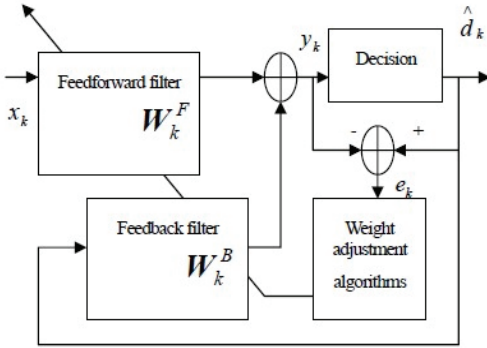 d̂_k
y_k
Decision
Feedforward filter
W_k^F
x_k
- +
e_k
Feedback filter
W_k^B
Weight
adjustment
algorithms